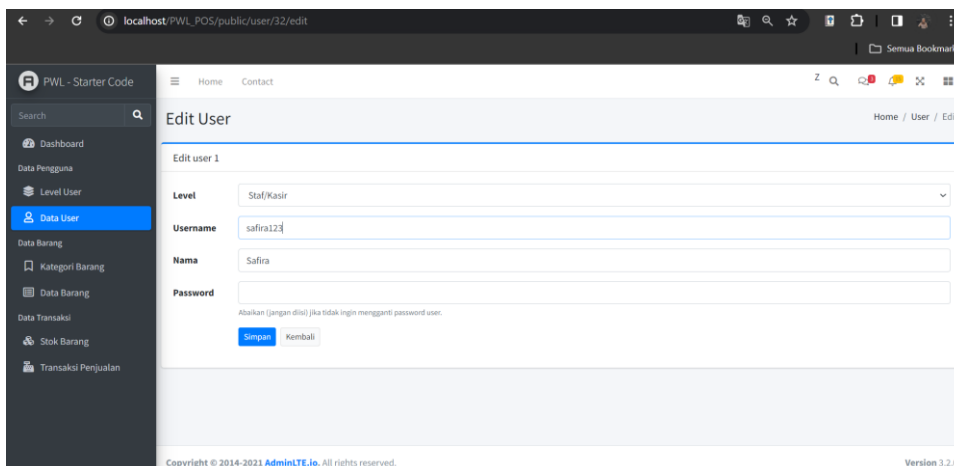 localhost/PWL_POS/public/user/32/edit
Semua Bookmark
PWL - Starter Code
Home Contact
Z
Search
Edit User
Home / User / Edi
Dashboard
Edit user 1
Data Pengguna
Level User
Level Staf/Kasir
Data User
Username safira123
Data Barang
Nama Safira
Kategori Barang
Data Barang
Password
Abaikan (jangan diisi) jika tidak ingin mengganti password user.
Data Transaksi
Simpan Kembali
Stok Barang
Transaksi Penjualan
Copyright © 2014-2021 AdminLTE.io. All rights reserved.
Version 3.2.